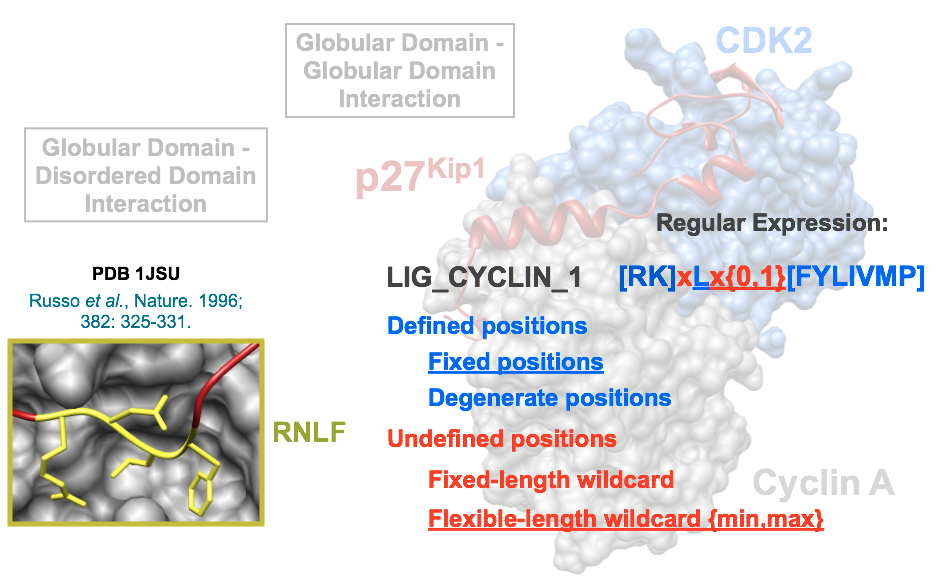 Globular Domain -
Globular Domain
Interaction
CDK2
Globular Domain -
Disordered Domain
Interaction
p27Kip1
Regular Expression:
PDB 1JSU
Russo et al., Nature. 1996;
382: 325-331.
LIG_CYCLIN_1 [RK]xLx{0,1}[FYLIVMP]
Defined positions
Fixed positions
Degenerate positions
RNLF
Undefined positions
Fixed-length wildcard
Cyclin A
Flexible-length wildcard {min,max}